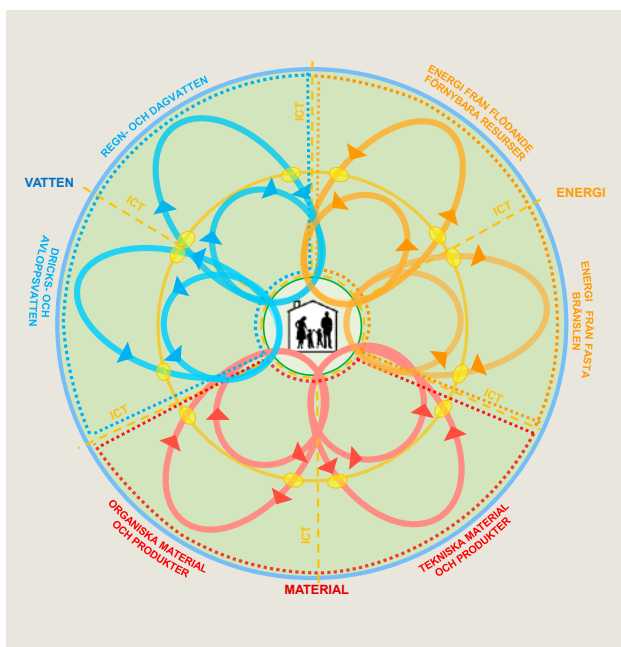 REGN- OCH DAGVATTEN
ENERGI FRÅN FLÖDANDE
FÖRNYBARA RESURSER
ICT
VATTEN
ICT
ICT
ENERGI
DRICKS- OCH
AVLOPPSVATTEN
ENERGI FRÅN FASTA
BRÄNSLEN
ICT
ICT
ORGANISKA MATERIAL
OCH PRODUKTER
ICT
TEKNISKA MATERIAL
OCH PRODUKTER
MATERIAL